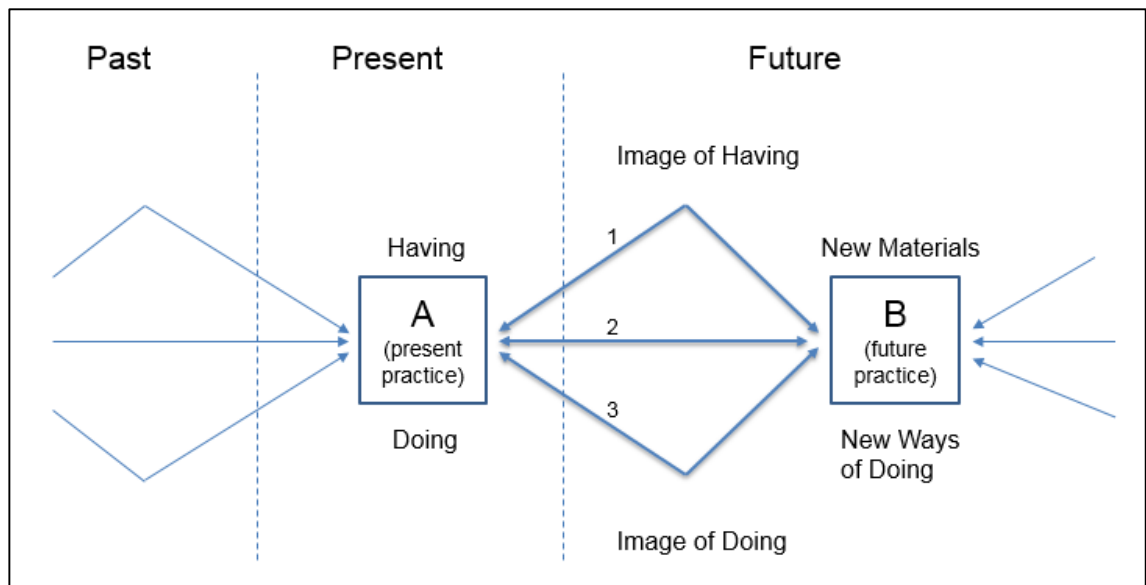 Past
Present
Future
Image of Having
1
Having
New Materials
A
(present
practice)
2
B
(future
practice)
3
Doing
New Ways
of Doing
Image of Doing